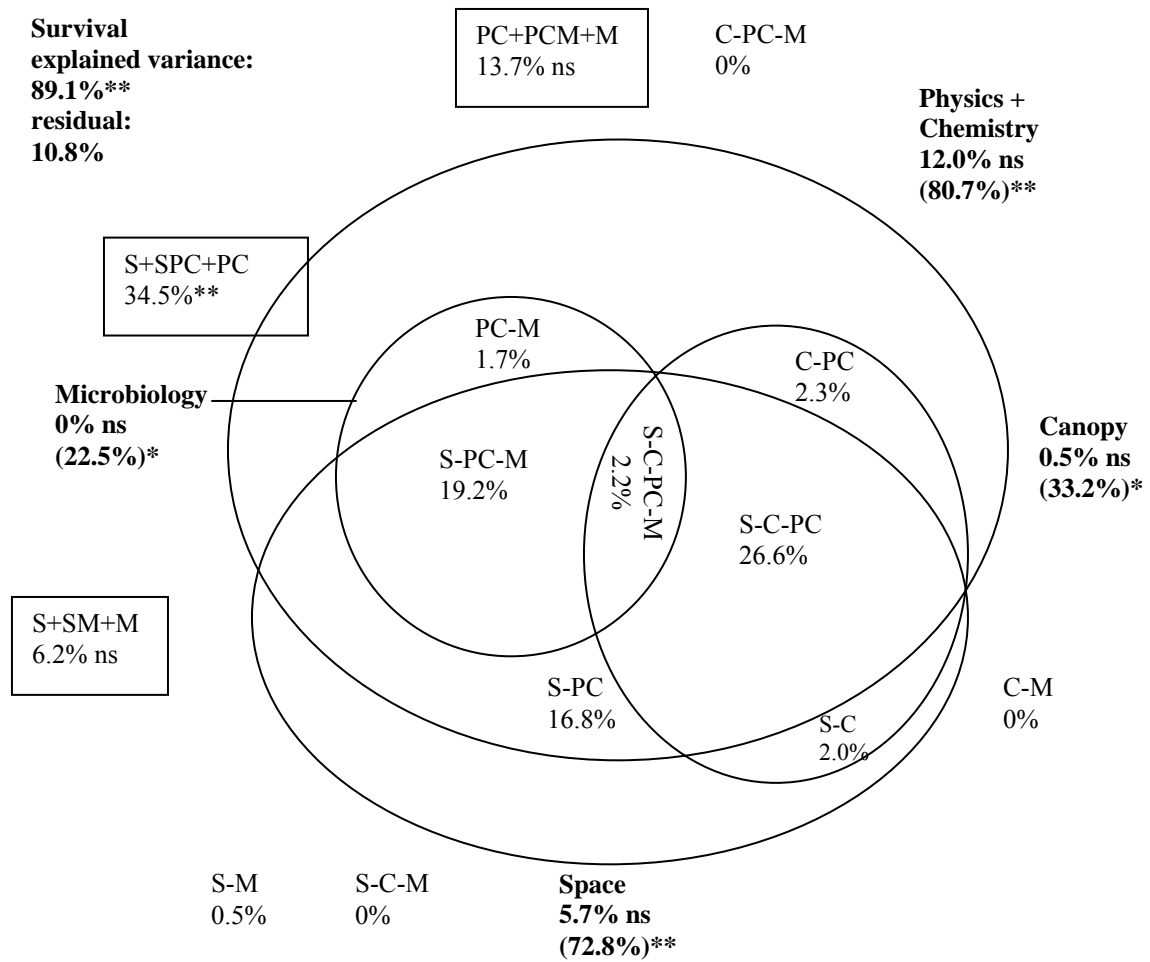 Survival
explained variance:
89.1%**
residual:
10.8%
PC+PCM+M
13.7% ns
C-PC-M
0%
Physics +
Chemistry
12.0% ns
(80.7%)**
S+SPC+PC
34.5%**
PC-M
1.7%
C-PC
2.3%
Microbiology
0% ns
(22.5%)*
Canopy
0.5% ns
(33.2%)*
S-PC-M
19.2%
S-C-PC-M
2.2%
S-C-PC
26.6%
S+SM+M
6.2% ns
S-PC
16.8%
S-C
2.0%
C-M
0%
S-M
0.5%
S-C-M
0%
Space
5.7% ns
(72.8%)**